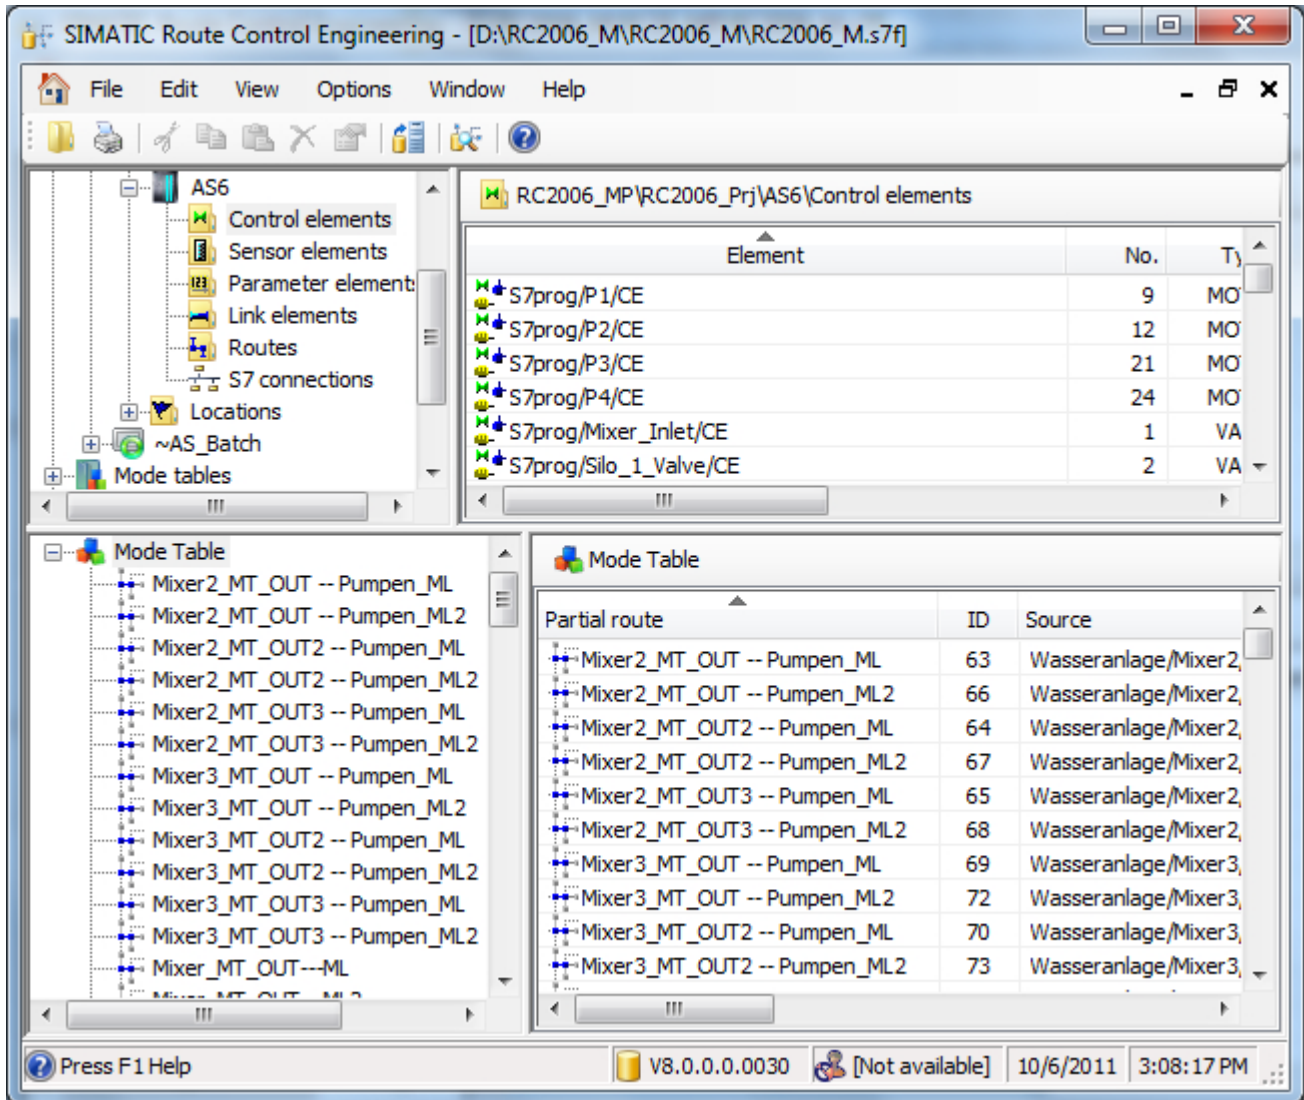 SIMATIC Route Control Engineering - [D:\RC2006_M\RC2006_M\RC2006_M.s7f]
File Edit View Options Window Help
AS6
Control elements
Sensor elements
Parameter element
Link elements
Routes
S7 connections
Locations
~AS_Batch
Mode tables
RC2006_MP\RC2006_Prj\AS6\Control elements
Element No. Ty
S7prog/P1/CE 9 MO
S7prog/P2/CE 12 MO
S7prog/P3/CE 21 MO
S7prog/P4/CE 24 MO
S7prog/Mixer_Inlet/CE 1 VA
S7prog/Silo_1_Valve/CE 2 VA
Mode Table
Mixer2_MT_OUT -- Pumpen_ML
Mixer2_MT_OUT -- Pumpen_ML2
Mixer2_MT_OUT2 -- Pumpen_ML
Mixer2_MT_OUT2 -- Pumpen_ML2
Mixer2_MT_OUT3 -- Pumpen_ML
Mixer2_MT_OUT3 -- Pumpen_ML2
Mixer3_MT_OUT -- Pumpen_ML
Mixer3_MT_OUT -- Pumpen_ML2
Mixer3_MT_OUT2 -- Pumpen_ML
Mixer3_MT_OUT2 -- Pumpen_ML2
Mixer3_MT_OUT3 -- Pumpen_ML
Mixer3_MT_OUT3 -- Pumpen_ML2
Mixer_MT_OUT---ML
Mode Table
Partial route ID Source
Mixer2_MT_OUT -- Pumpen_ML 63 Wasseranlage/Mixer2,
Mixer2_MT_OUT -- Pumpen_ML2 66 Wasseranlage/Mixer2,
Mixer2_MT_OUT2 -- Pumpen_ML 64 Wasseranlage/Mixer2,
Mixer2_MT_OUT2 -- Pumpen_ML2 67 Wasseranlage/Mixer2,
Mixer2_MT_OUT3 -- Pumpen_ML 65 Wasseranlage/Mixer2,
Mixer2_MT_OUT3 -- Pumpen_ML2 68 Wasseranlage/Mixer2,
Mixer3_MT_OUT -- Pumpen_ML 69 Wasseranlage/Mixer3,
Mixer3_MT_OUT -- Pumpen_ML2 72 Wasseranlage/Mixer3,
Mixer3_MT_OUT2 -- Pumpen_ML 70 Wasseranlage/Mixer3,
Mixer3_MT_OUT2 -- Pumpen_ML2 73 Wasseranlage/Mixer3,
Press F1 Help V8.0.0.0.0030 [Not available] 10/6/2011 3:08:17 PM